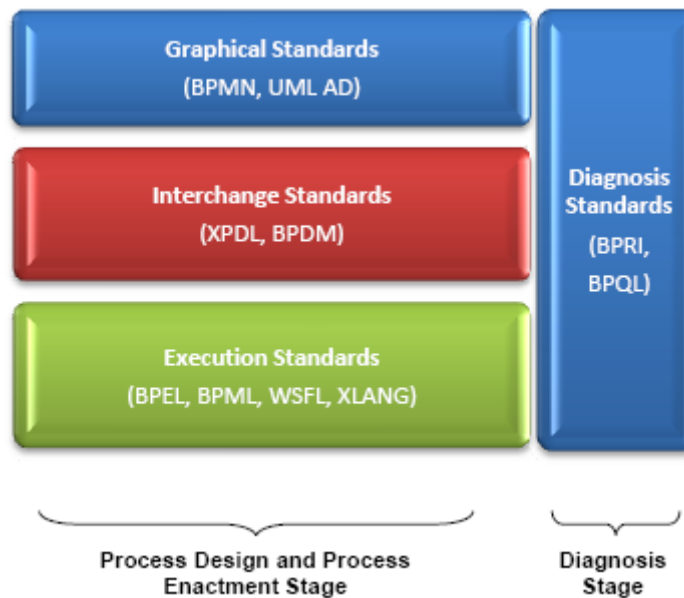 Graphical Standards
(BPMN, UML AD)
Interchange Standards
(XPDL, BPDM)
Execution Standards
(BPEL, BPML, WSFL, XLANG)
Diagnosis
Standards
(BPRI,
BPQL)
Process Design and Process
Enactment Stage
Diagnosis
Stage